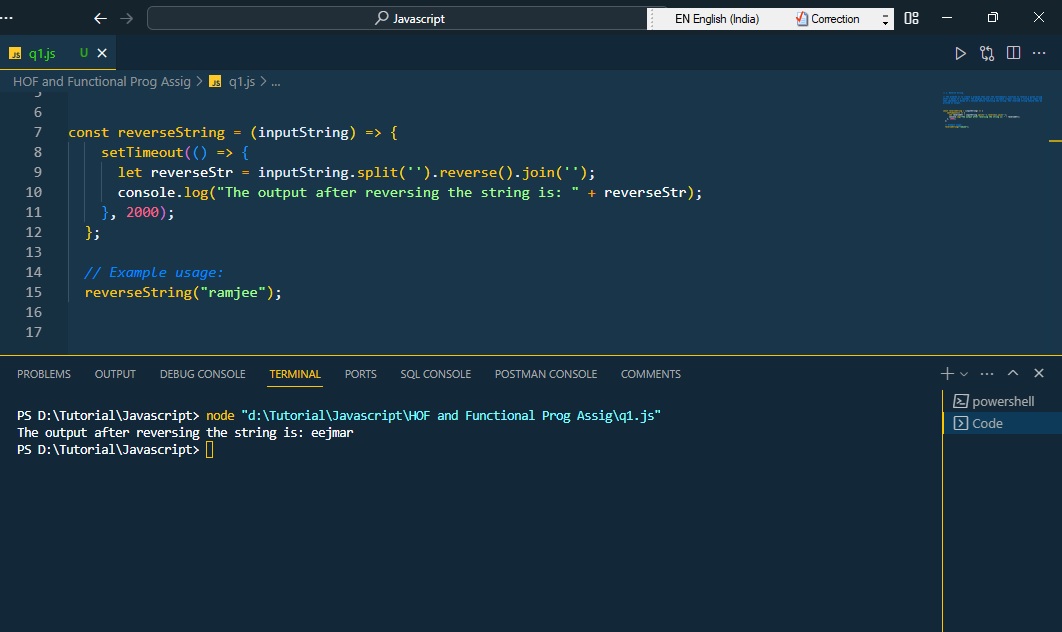 Javascript
EN English (India) Correction
JS q1.js U
HOF and Functional Prog Assig > JS q1.js > ...
6
7 const reverseString = (inputString) => {
8 setTimeout(() => {
9 let reverseStr = inputString.split('').reverse().join('');
10 console.log("The output after reversing the string is: " + reverseStr);
11 }, 2000);
12 };
13
14 // Example usage:
15 reverseString("ramjee");
16
17
PROBLEMS OUTPUT DEBUG CONSOLE TERMINAL PORTS SQL CONSOLE POSTMAN CONSOLE COMMENTS
PS D:\Tutorial\Javascript> node "d:\Tutorial\Javascript\HOF and Functional Prog Assig\q1.js"
The output after reversing the string is: eejmar
PS D:\Tutorial\Javascript>
powershell
Code